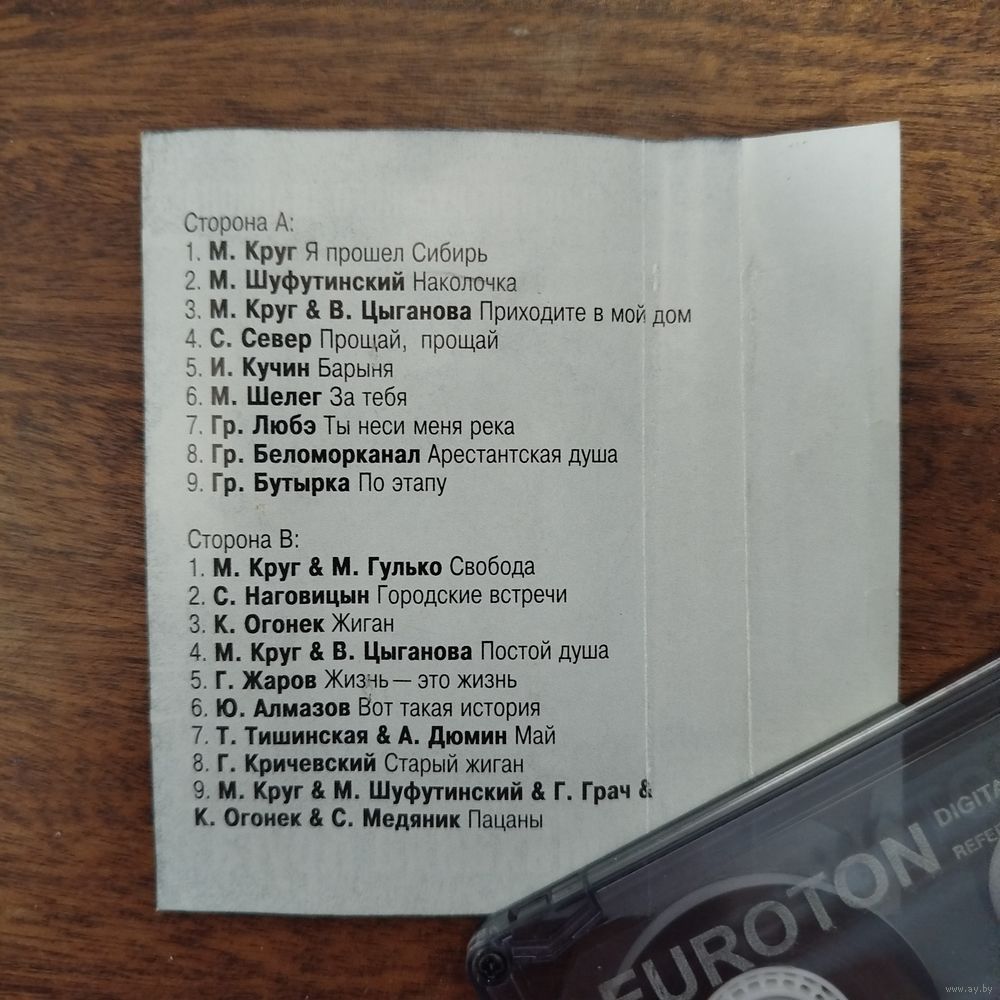 Сторона А:
1. М. Круг Я прошел Сибирь
2. М. Шуфутинский Наколочка
3. М. Круг & В. Цыганова Приходите в мой дом
4. С. Север Прощай, прощай
5. И. Кучин Барыня
6. М. Шелег За тебя
7. Гр. Любэ Ты неси меня река
8. Гр. Беломорканал Арестантская душа
9. Гр. Бутырка По этапу
Сторона В:
1. М. Круг & М. Гулько Свобода
2. С. Наговицын Городские встречи
3. К. Огонек Жиган
4. М. Круг & В. Цыганова Постой душа
5. Г. Жаров Жизнь — это жизнь
6. Ю. Алмазов Вот такая история
7. Т. Тишинская & А. Дюмин Май
8. Г. Кричевский Старый жиган
9. М. Круг & М. Шуфутинский & Г. Грач &
К. Огонек & С. Медяник Пацаны
EUROTON
www.ay.by